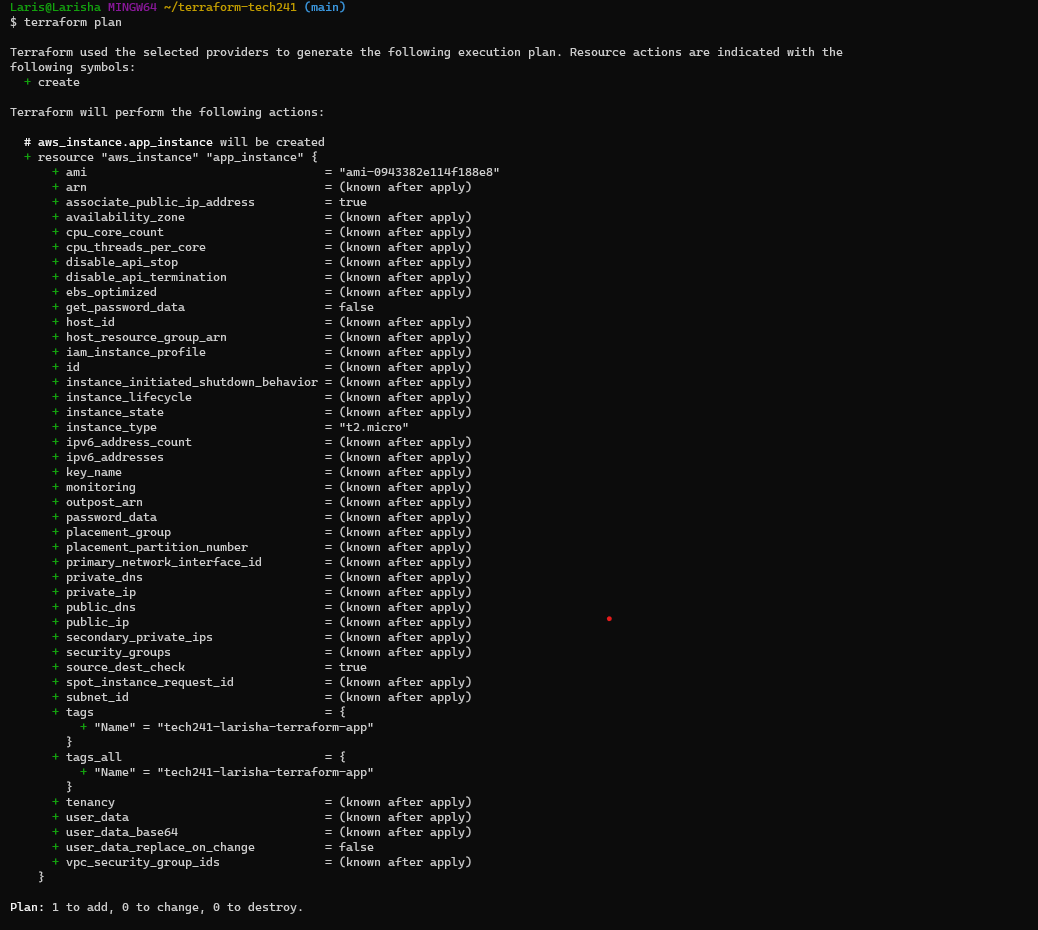 Laris@Larisha MINGW64 ~/terraform-tech241 (main)
$ terraform plan
Terraform used the selected providers to generate the following execution plan. Resource actions are indicated with the
following symbols:
  + create
Terraform will perform the following actions:
  # aws_instance.app_instance will be created
  + resource "aws_instance" "app_instance" {
      + ami                                  = "ami-0943382e114f188e8"
      + arn                                  = (known after apply)
      + associate_public_ip_address          = true
      + availability_zone                    = (known after apply)
      + cpu_core_count                       = (known after apply)
      + cpu_threads_per_core                 = (known after apply)
      + disable_api_stop                     = (known after apply)
      + disable_api_termination              = (known after apply)
      + ebs_optimized                        = (known after apply)
      + get_password_data                    = false
      + host_id                              = (known after apply)
      + host_resource_group_arn              = (known after apply)
      + iam_instance_profile                 = (known after apply)
      + id                                   = (known after apply)
      + instance_initiated_shutdown_behavior = (known after apply)
      + instance_lifecycle                   = (known after apply)
      + instance_state                       = (known after apply)
      + instance_type                        = "t2.micro"
      + ipv6_address_count                   = (known after apply)
      + ipv6_addresses                       = (known after apply)
      + key_name                             = (known after apply)
      + monitoring                           = (known after apply)
      + outpost_arn                          = (known after apply)
      + password_data                        = (known after apply)
      + placement_group                      = (known after apply)
      + placement_partition_number           = (known after apply)
      + primary_network_interface_id         = (known after apply)
      + private_dns                          = (known after apply)
      + private_ip                           = (known after apply)
      + public_dns                           = (known after apply)
      + public_ip                            = (known after apply)
      + secondary_private_ips                = (known after apply)
      + security_groups                      = (known after apply)
      + source_dest_check                    = true
      + spot_instance_request_id             = (known after apply)
      + subnet_id                            = (known after apply)
      + tags                                 = {
          + "Name" = "tech241-larisha-terraform-app"
        }
      + tags_all                             = {
          + "Name" = "tech241-larisha-terraform-app"
        }
      + tenancy                              = (known after apply)
      + user_data                            = (known after apply)
      + user_data_base64                     = (known after apply)
      + user_data_replace_on_change          = false
      + vpc_security_group_ids               = (known after apply)
    }
Plan: 1 to add, 0 to change, 0 to destroy.